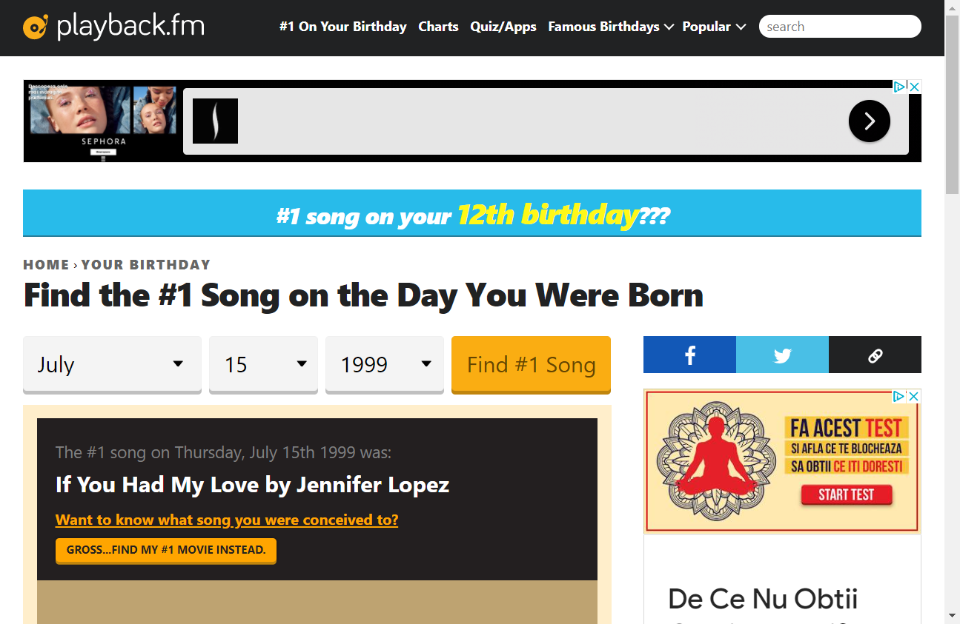 playback.fm
#1 On Your Birthday Charts Quiz/Apps Famous Birthdays Popular search
SEPHORA
#1 song on your 12th birthday???
HOME › YOUR BIRTHDAY
Find the #1 Song on the Day You Were Born
July 15 1999 Find #1 Song
The #1 song on Thursday, July 15th 1999 was:
If You Had My Love by Jennifer Lopez
Want to know what song you were conceived to?
GROSS...FIND MY #1 MOVIE INSTEAD.
FA ACEST TEST
SI AFLA CE TE BLOCHEAZA
SA OBTII CE ITI DORESTI
START TEST
De Ce Nu Obtii